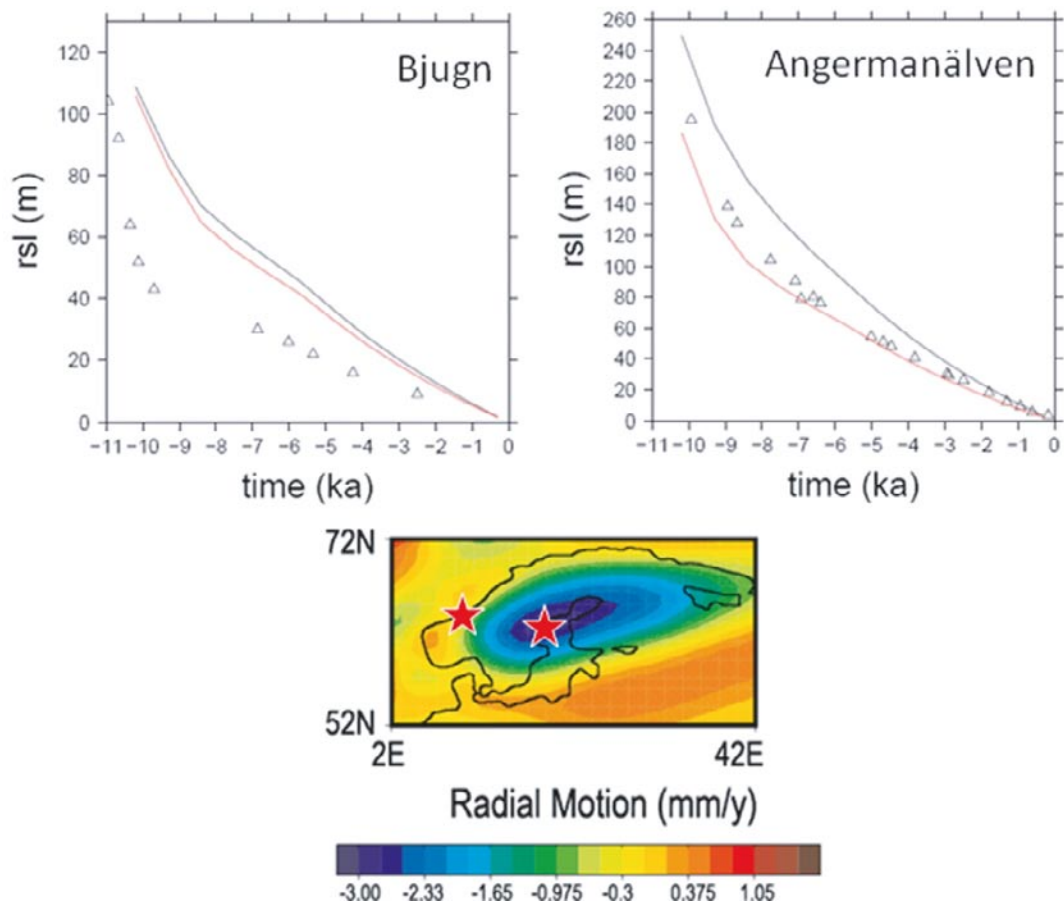 Bjugn
rsl (m)
120
100
80
60
40
20
0
−11 −10 −9 −8 −7 −6 −5 −4 −3 −2 −1 0
time (ka)
Angermanälven
rsl (m)
260
240
220
200
180
160
140
120
100
80
60
40
20
0
−11 −10 −9 −8 −7 −6 −5 −4 −3 −2 −1 0
time (ka)
72N
52N
2E 42E
Radial Motion (mm/y)
-3.00 -2.33 -1.65 -0.975 -0.3 0.375 1.05